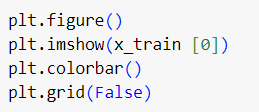 plt.figure()
plt.imshow(x_train [0])
plt.colorbar()
plt.grid(False)